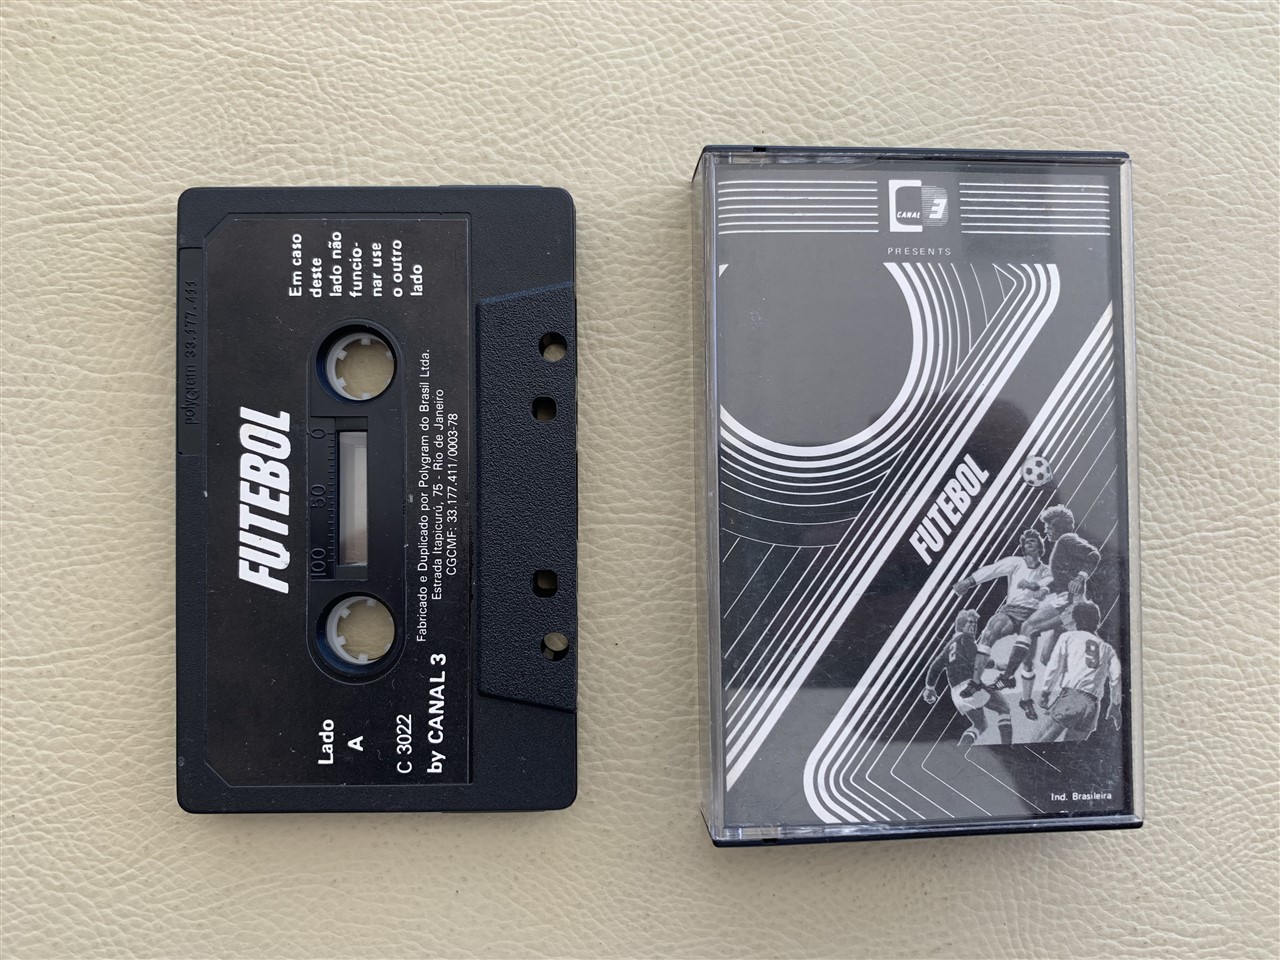 polygram 33.177.411
FUTEBOL
Em caso
deste
lado não
funcio-
nar use
o outro
lado
0
50
100
Lado
A
C 3022
by CANAL 3
Fabricado e Duplicado por Polygram do Brasil Ltda.
Estrada Itapicurú, 75 - Rio de Janeiro
CGCMF: 33.177.411/0003-78
CANAL 3
PRESENTS
FUTEBOL
9
Ind. Brasileira